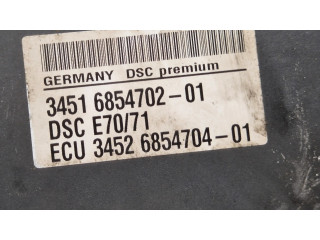 GERMANY DSC premium
3451 6854702-01
DSC E70/71
ECU 3452 6854704-01